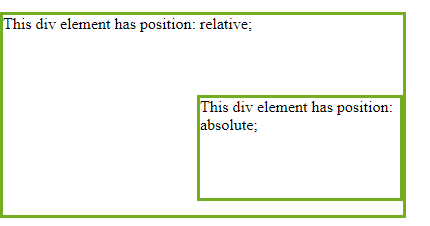 This div element has position: relative;
This div element has position:
absolute;